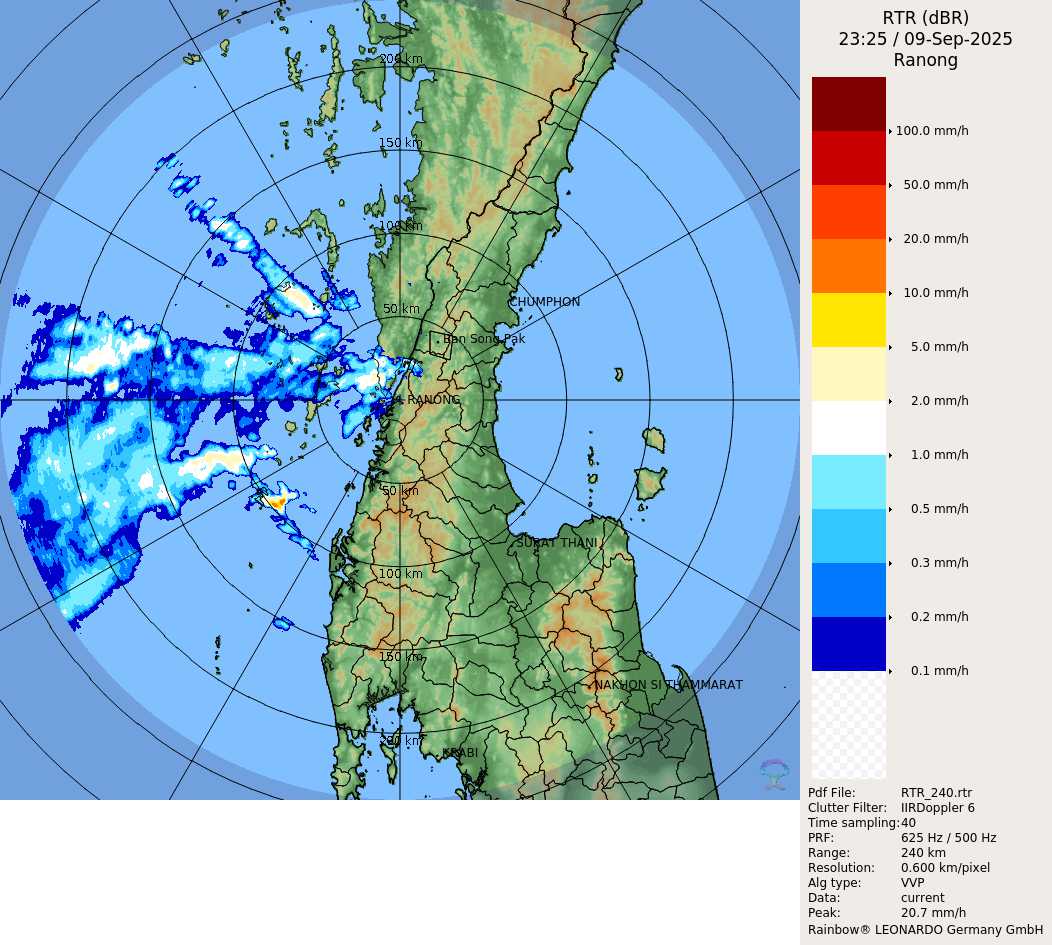 RTR (dBR)
23:25 / 09-Sep-2025
Ranong
200 km
150 km
100 km
50 km
CHUMPHON
Ban Song Pak
RANONG
50 km
SURAT THANI
100 km
150 km
NAKHON SI THAMMARAT
200 km
KRABI
100.0 mm/h
50.0 mm/h
20.0 mm/h
10.0 mm/h
5.0 mm/h
2.0 mm/h
1.0 mm/h
0.5 mm/h
0.3 mm/h
0.2 mm/h
0.1 mm/h
Pdf File: RTR_240.rtr
Clutter Filter: IIRDoppler 6
Time sampling: 40
PRF: 625 Hz / 500 Hz
Range: 240 km
Resolution: 0.600 km/pixel
Alg type: VVP
Data: current
Peak: 20.7 mm/h
Rainbow® LEONARDO Germany GmbH